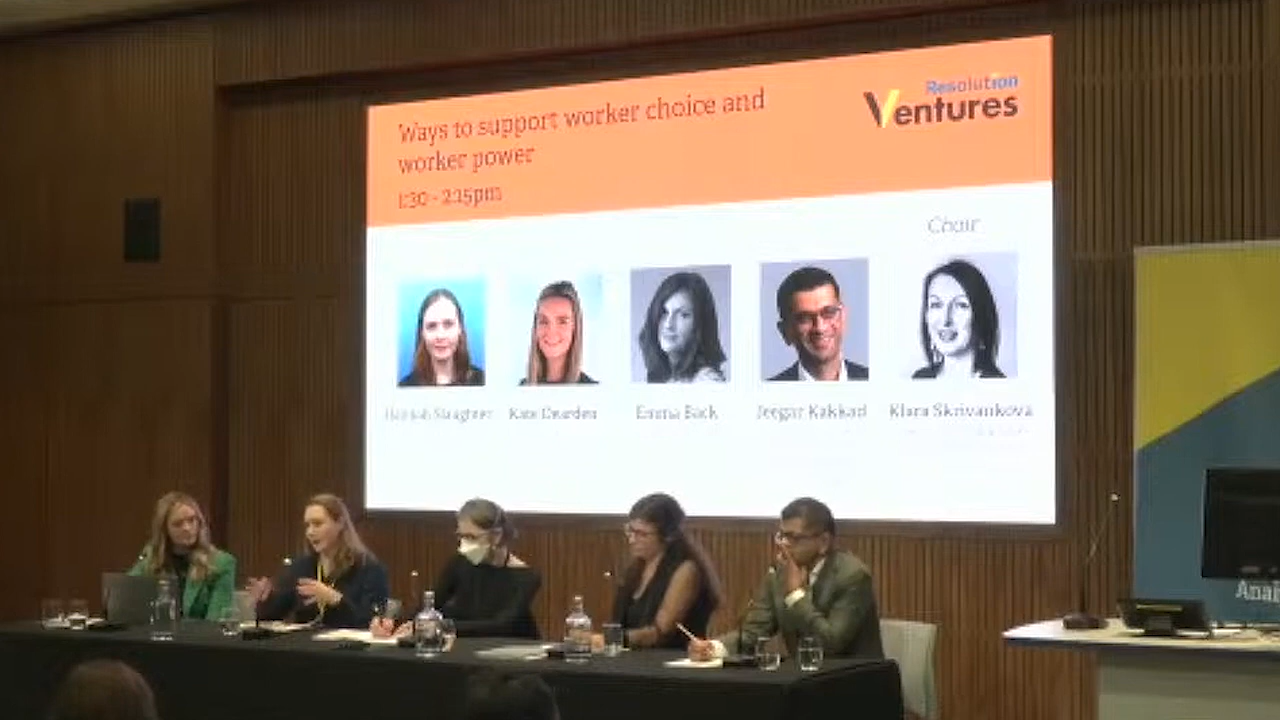 Ways to support worker choice and
worker power
1:30 - 2:15pm
Resolution
Ventures
Chair
Hannah Slaughter
Kate Dearden
Emma Back
Jeegar Kakkad
Klara Skrivankova